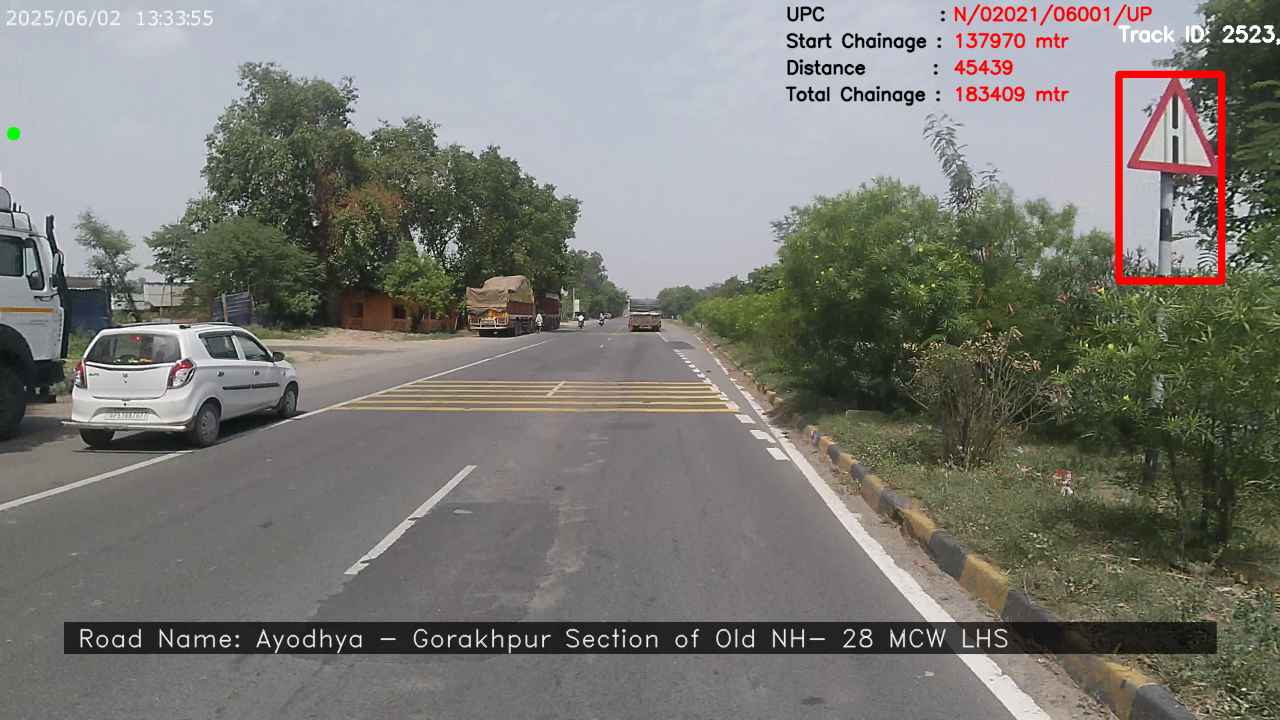 2025/06/02 13:33:55
UPC : N/02021/06001/UP
Start Chainage : 137970 mtr
Distance : 45439
Total Chainage : 183409 mtr
Track ID: 2523,
Road Name: Ayodhya - Gorakhpur Section of Old NH- 28 MCW LHS